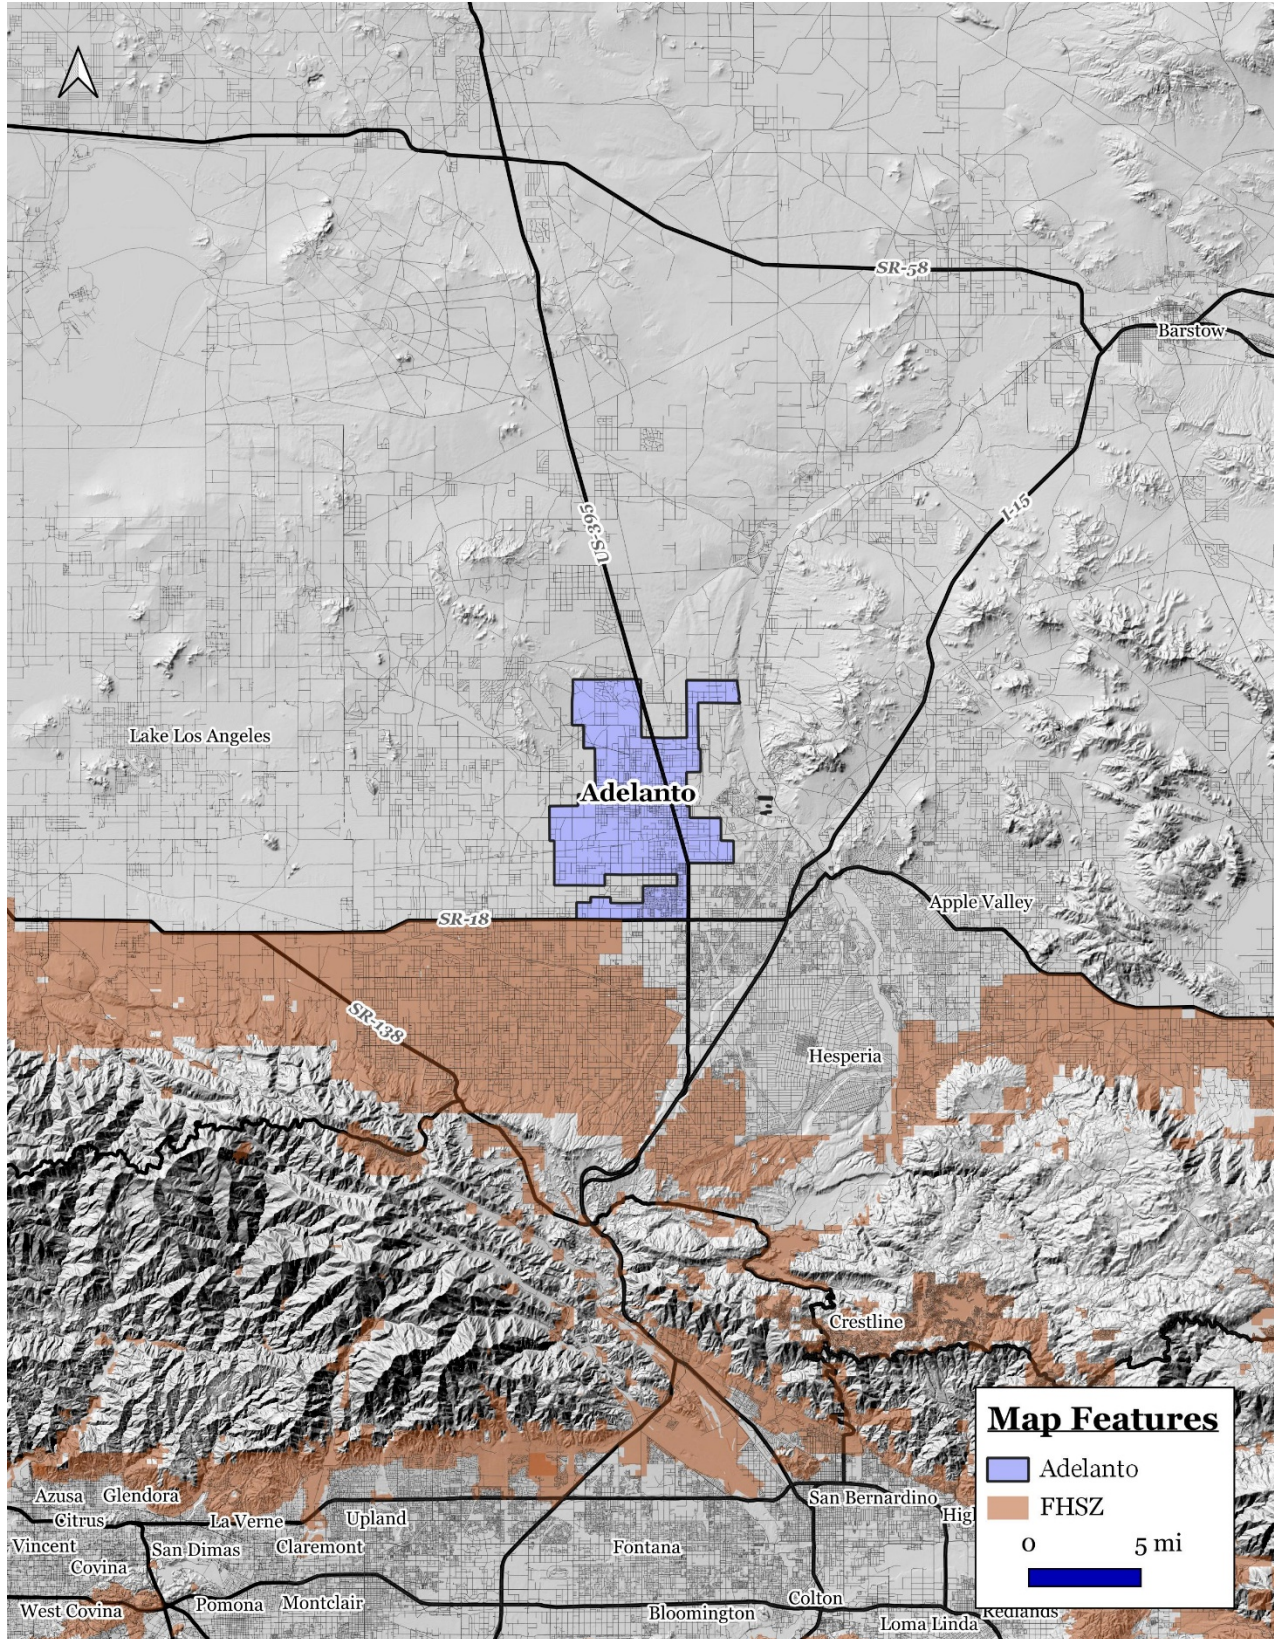 SR-58
Barstow
I-15
US-395
Lake Los Angeles
Adelanto
Apple Valley
SR-18
SR-138
Hesperia
Crestline
Map Features
Adelanto
FHSZ
0 5 mi
Azusa Glendora
Citrus La Verne Upland
San Bernardino
Vincent San Dimas Claremont Fontana
Covina
West Covina Pomona Montclair
Bloomington Colton
Loma Linda Redlands